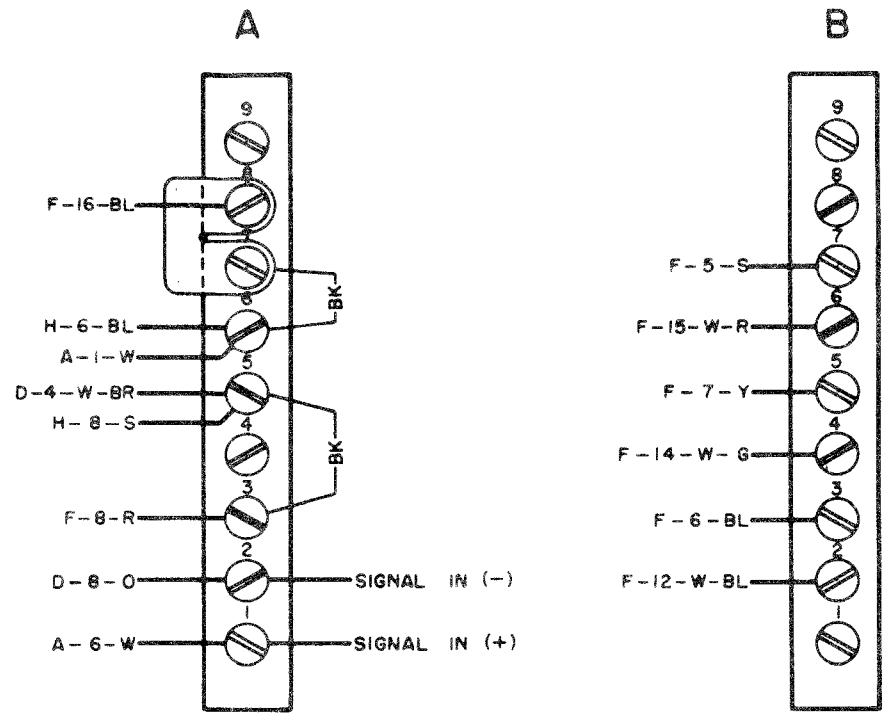 A
9
8
F-16-BL
7
6
BK
H-6-BL
A-1-W
5
D-4-W-BR
H-8-S
4
BK
3
F-8-R
2
D-8-O
SIGNAL IN (-)
1
A-6-W
SIGNAL IN (+)
B
9
8
7
F-5-S
6
F-15-W-R
5
F-7-Y
4
F-14-W-G
3
F-6-BL
2
F-12-W-BL
1